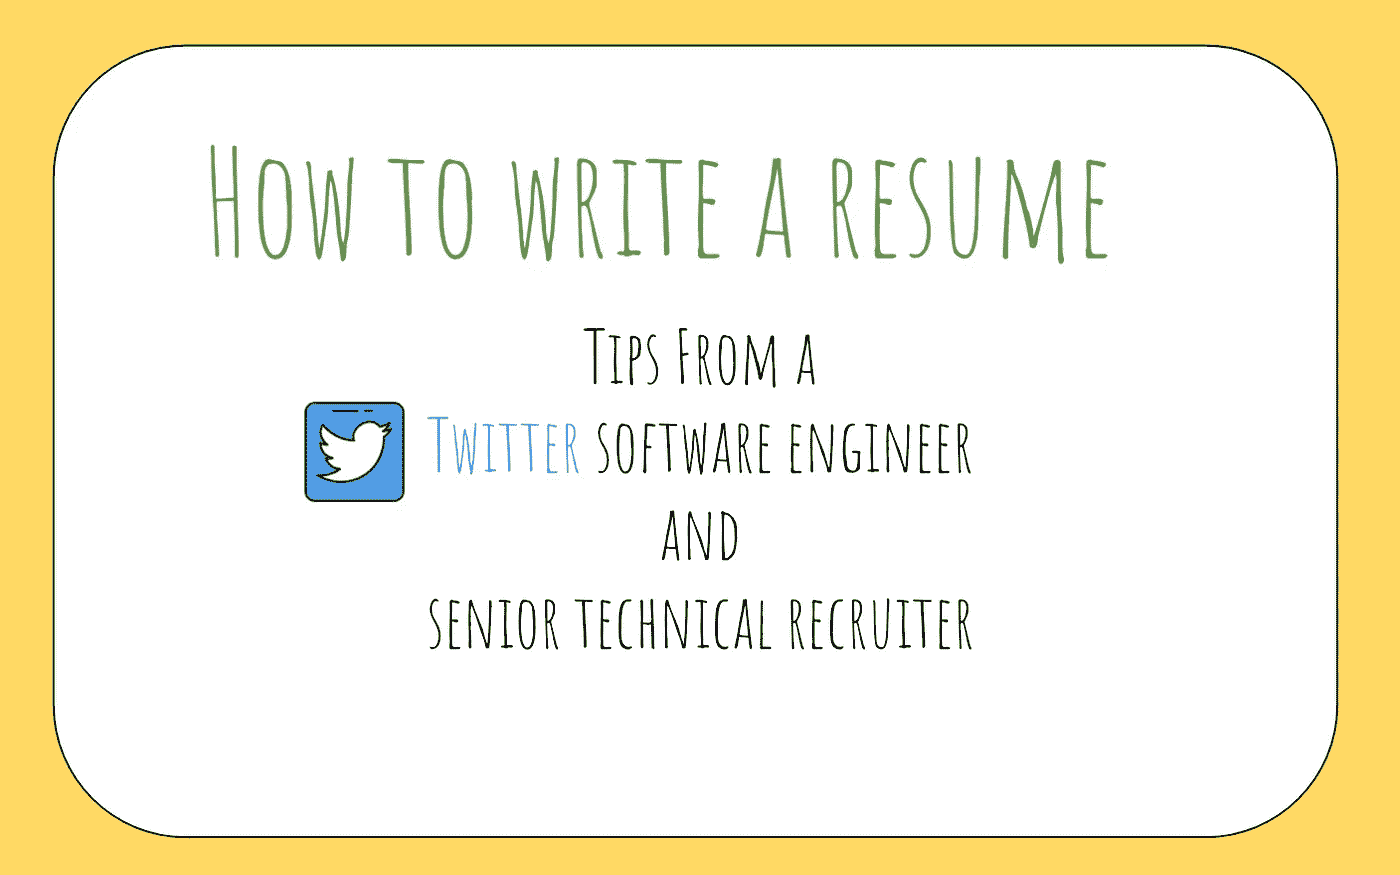 How to write a resume
Tips From a
Twitter software engineer
and
senior technical recruiter